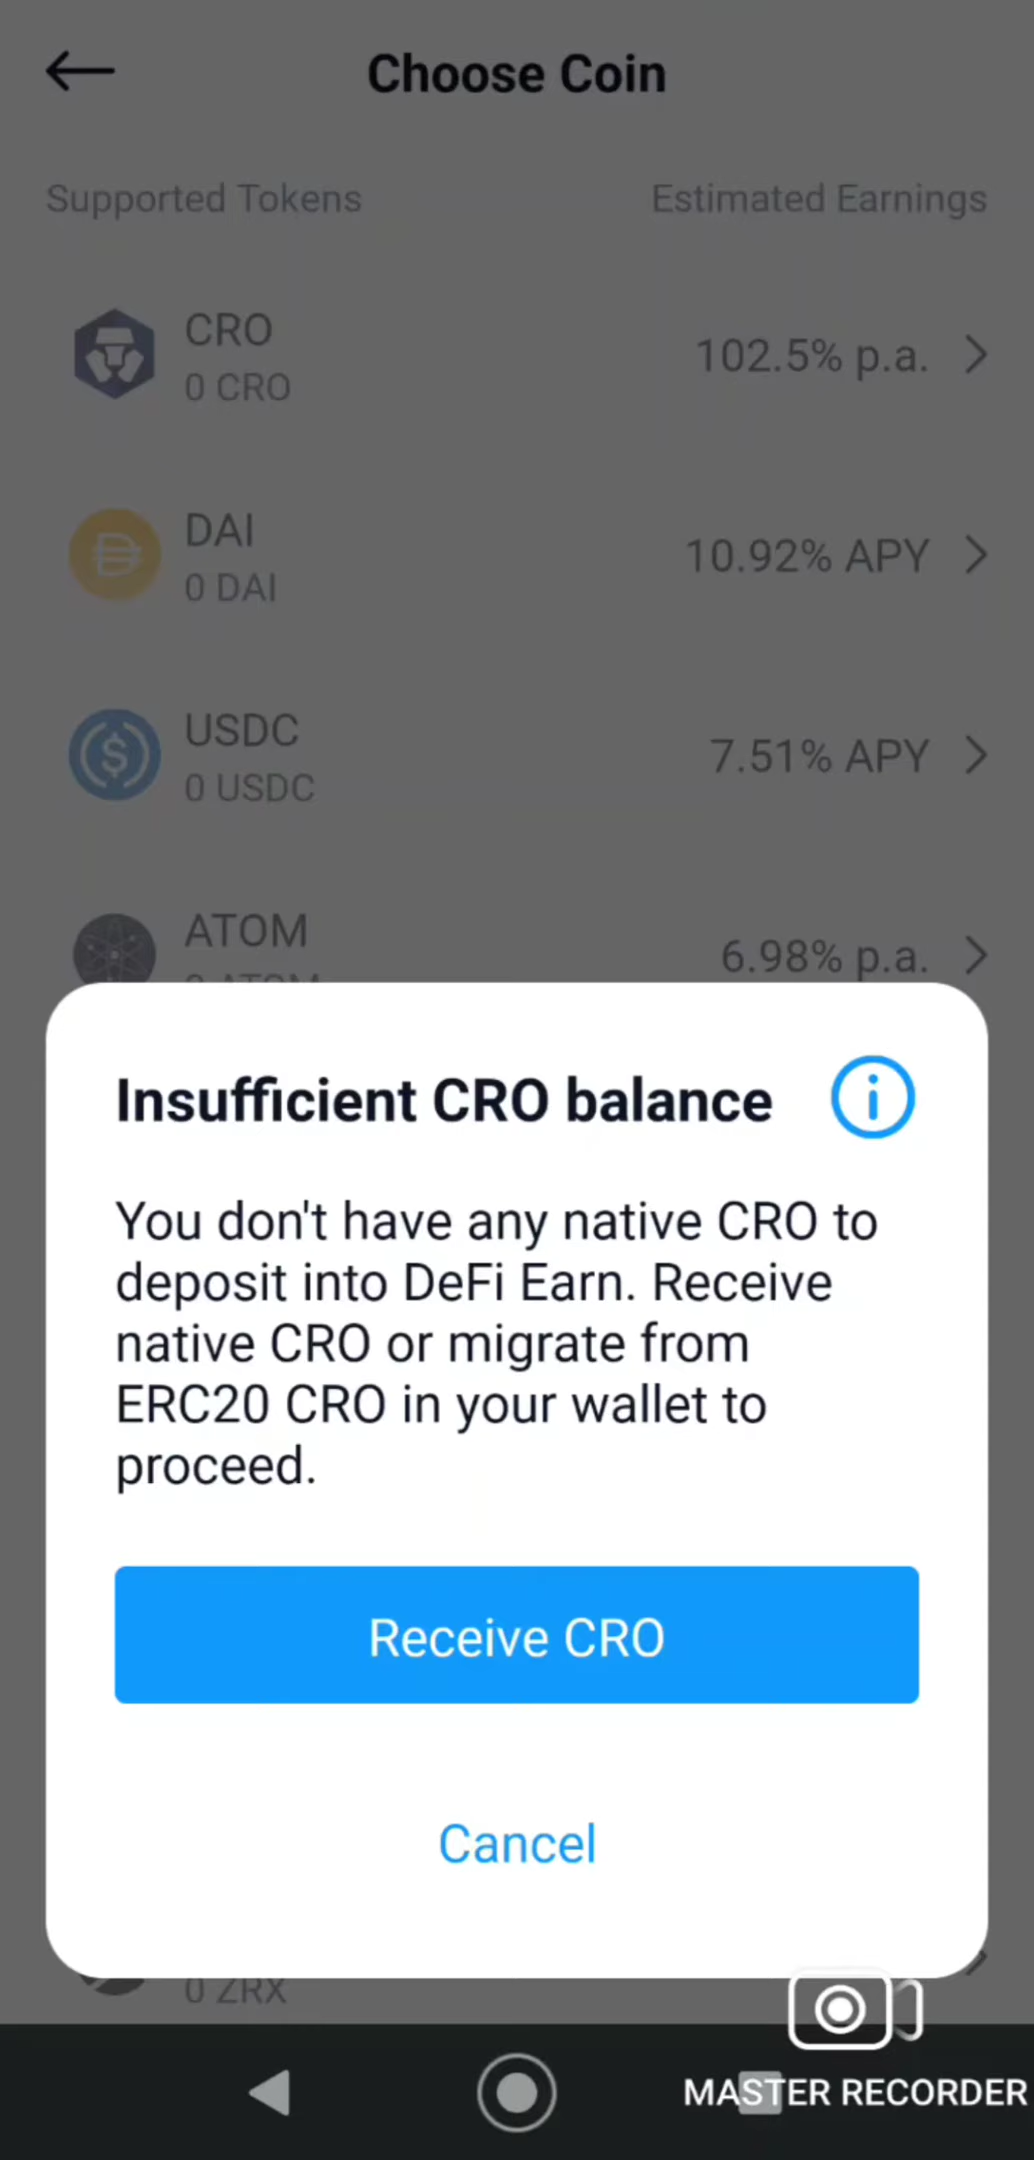 Choose Coin
Supported Tokens Estimated Earnings
CRO
0 CRO
102.5% p.a.
DAI
0 DAI
10.92% APY
USDC
0 USDC
7.51% APY
ATOM
0 ATOM
6.98% p.a.
Insufficient CRO balance
You don't have any native CRO to
deposit into DeFi Earn. Receive
native CRO or migrate from
ERC20 CRO in your wallet to
proceed.
Receive CRO
Cancel
0 ZRX
MASTER RECORDER